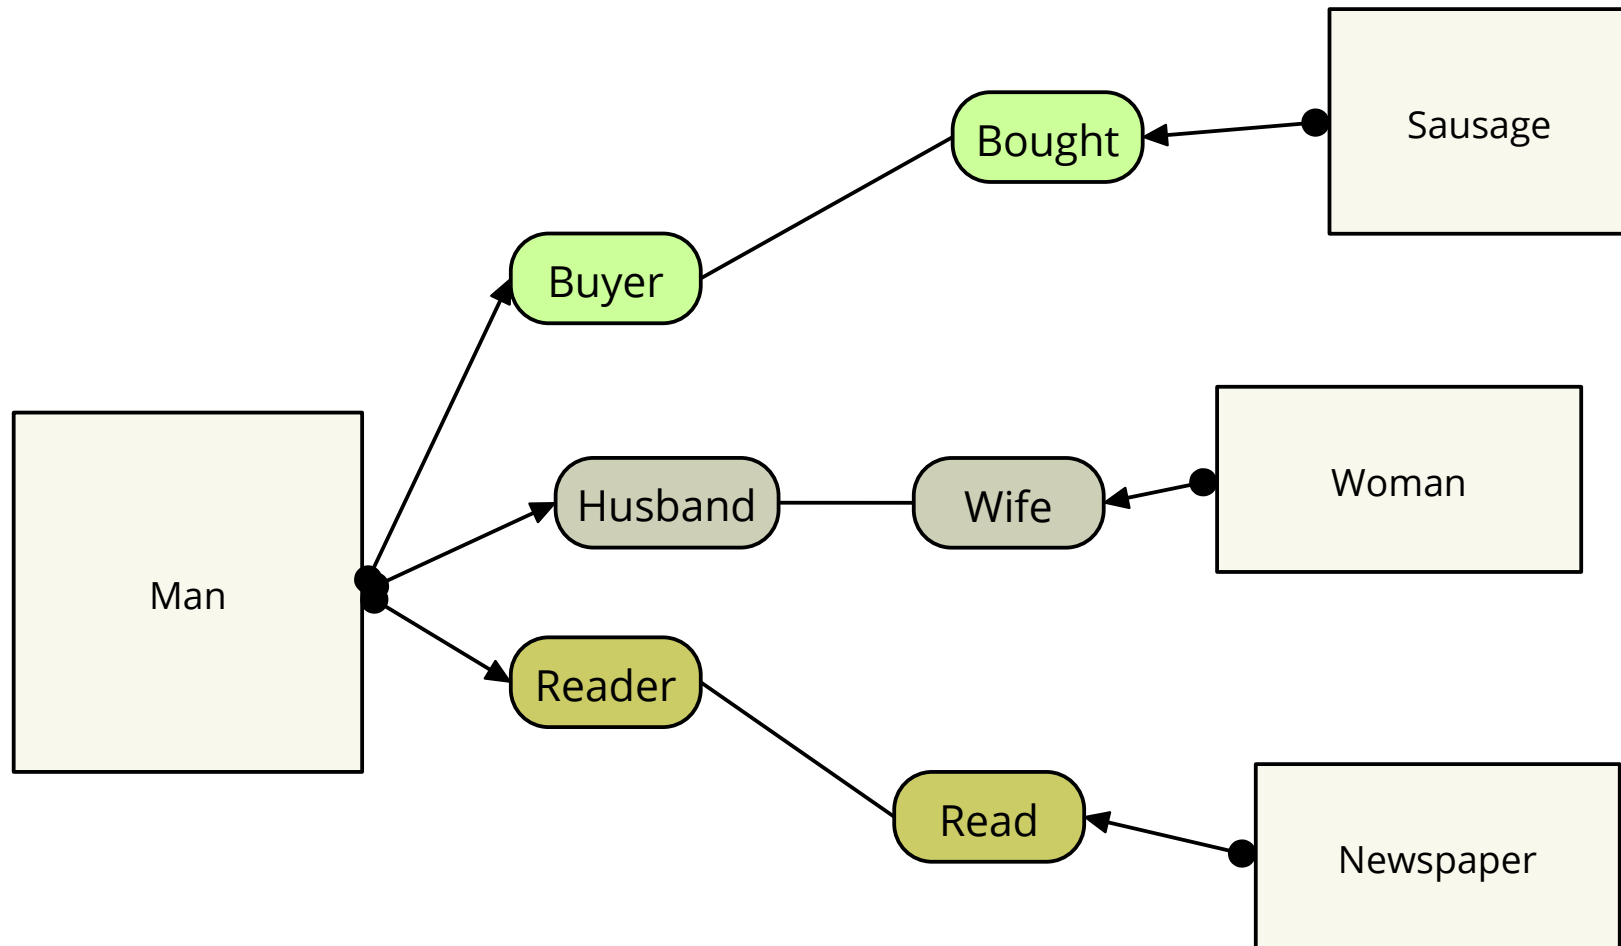 Sausage
Bought
Buyer
Woman
Husband
Wife
Man
Reader
Read
Newspaper